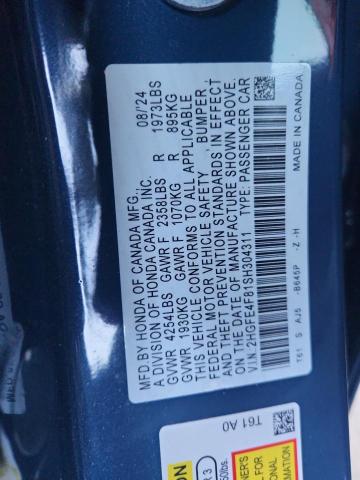 MFD.BY HONDA OF CANADA MFG., 08/24
A DIVISION OF HONDA CANADA INC.
GVWR 4254LBS GAWR F 2358LBS R 1973LBS
GVWR 1930KG GAWR F 1070KG R 895KG
THIS VEHICLE CONFORMS TO ALL APPLICABLE
FEDERAL MOTOR VEHICLE SAFETY, BUMPER,
AND THEFT PREVENTION STANDARDS IN EFFECT
ON THE DATE OF MANUFACTURE SHOWN ABOVE.
V.I.N. 2HGFE4F81SH304311 TYPE: PASSENGER CAR
T61 S AJ5 -B645P -Z -H MADE IN CANADA
T61 A0